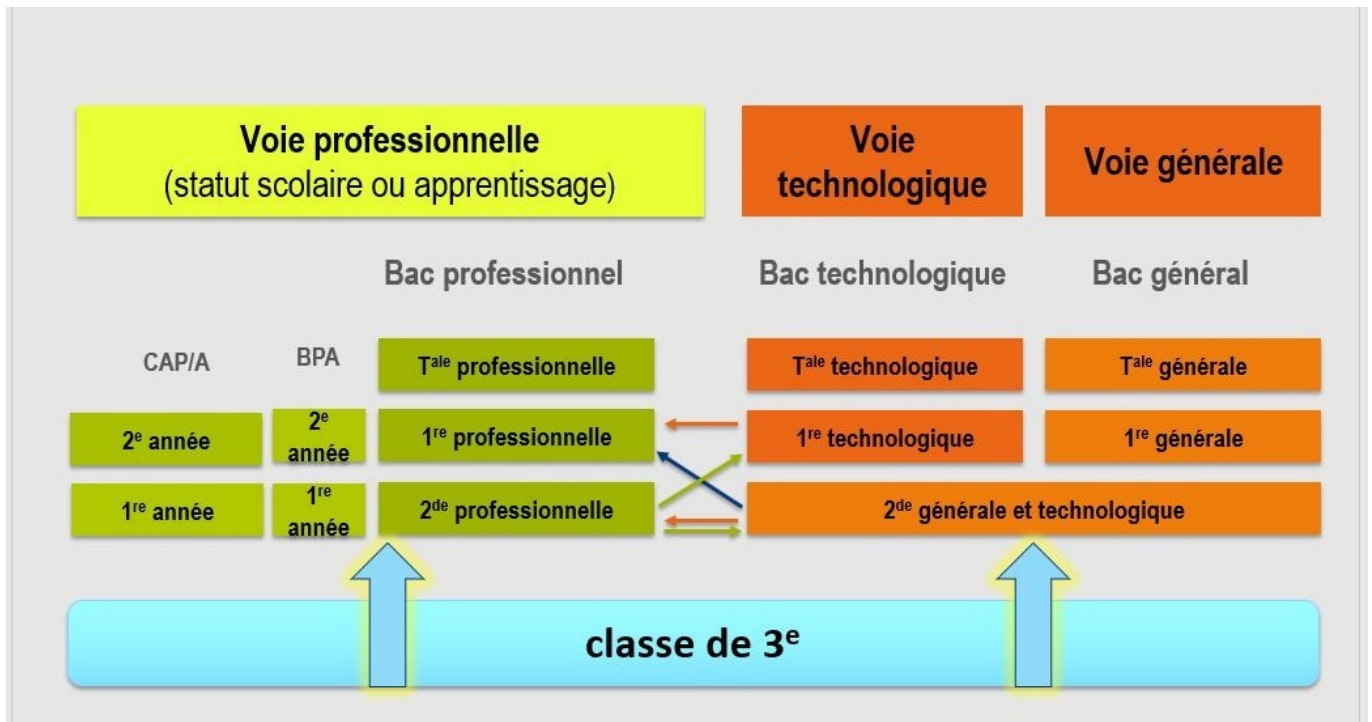 Voie professionnelle
(statut scolaire ou apprentissage)
Voie
technologique
Voie générale
Bac professionnel
Bac technologique
Bac général
CAP/A
BPA
Tale professionnelle
Tale technologique
Tale générale
2e année
2e
année
1re professionnelle
1re technologique
1re générale
1re année
1re
année
2de professionnelle
2de générale et technologique
classe de 3e